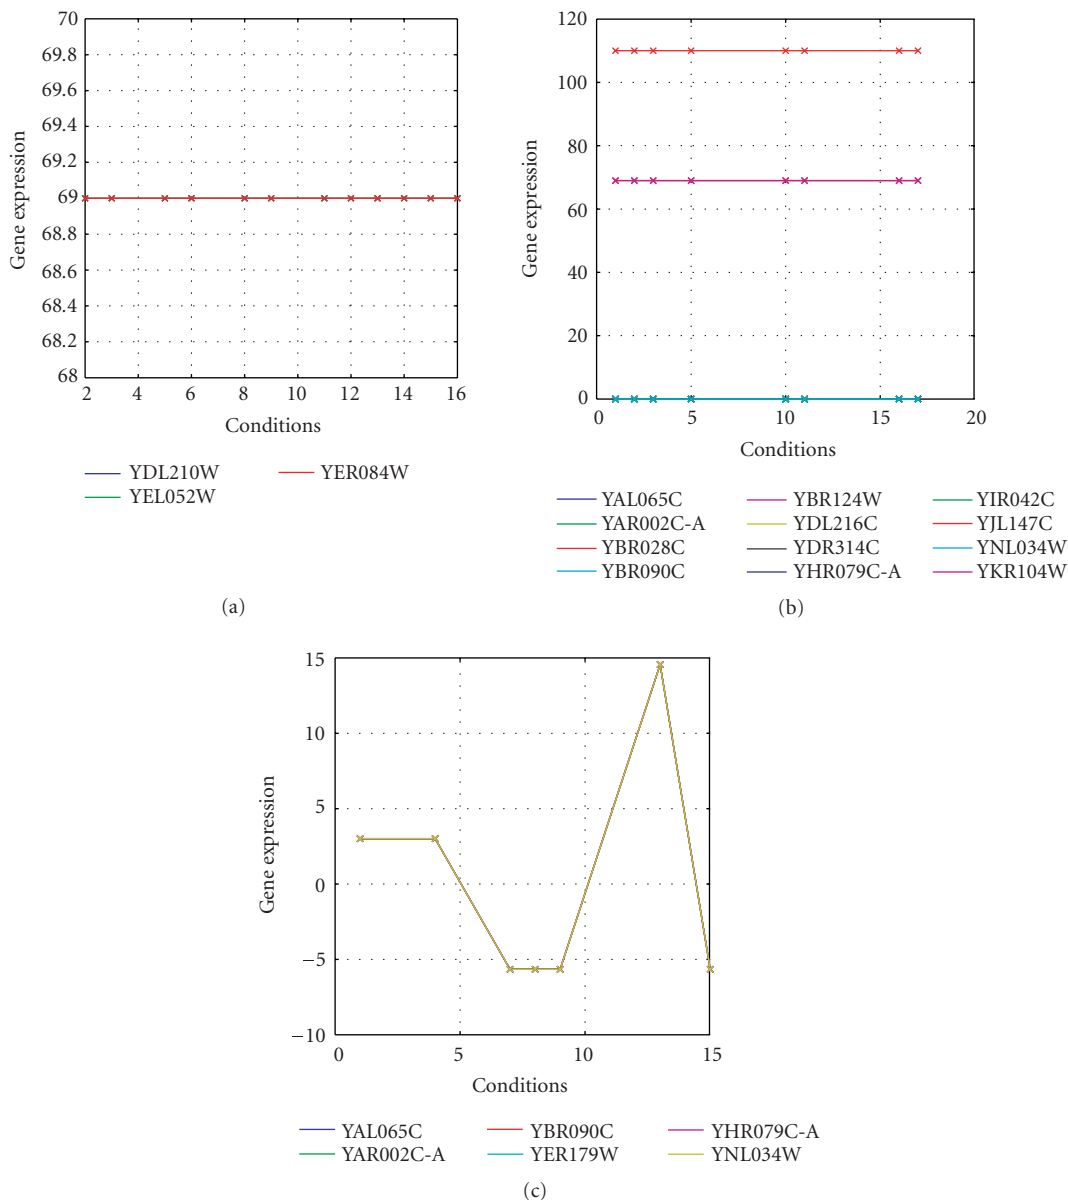 70
69.8
69.6
69.4
69.2
69
68.8
68.6
68.4
68.2
68
2 4 6 8 10 12 14 16
Gene expression
Conditions
YDL210W
YEL052W
YER084W
(a)
120
100
80
60
40
20
0
0 5 10 15 20
Gene expression
Conditions
YAL065C
YAR002C-A
YBR028C
YBR090C
YBR124W
YDL216C
YDR314C
YHR079C-A
YIR042C
YJL147C
YNL034W
YKR104W
(b)
15
10
5
0
−5
−10
0 5 10 15
Gene expression
Conditions
YAL065C
YAR002C-A
YBR090C
YER179W
YHR079C-A
YNL034W
(c)